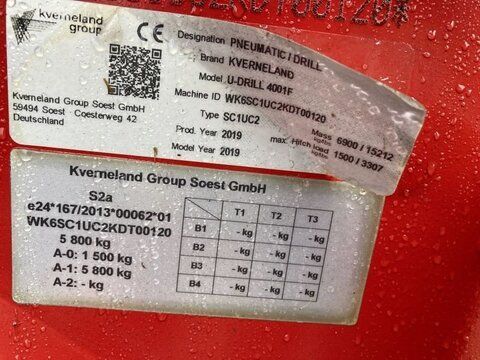 kverneland
group
Kverneland Group Soest GmbH
59494 Soest - Coesterweg 42
Deutschland
Designation PNEUMATIC / DRILL
Brand KVERNELAND
Model U-DRILL 4001F
Machine ID WK6SC1UC2KDT00120
Type SC1UC2
Prod. Year 2019
Model Year 2019
Mass 6900 / 15212
kg/lbs
max. Hitch load 1500 / 3307
kg/lbs
Kverneland Group Soest GmbH
S2a
e24*167/2013*00062*01
WK6SC1UC2KDT00120
5 800 kg
A-0: 1 500 kg
A-1: 5 800 kg
A-2: - kg
T1 T2 T3
B1 - kg - kg - kg
B2 - kg - kg - kg
B3 - kg - kg - kg
B4 - kg - kg - kg